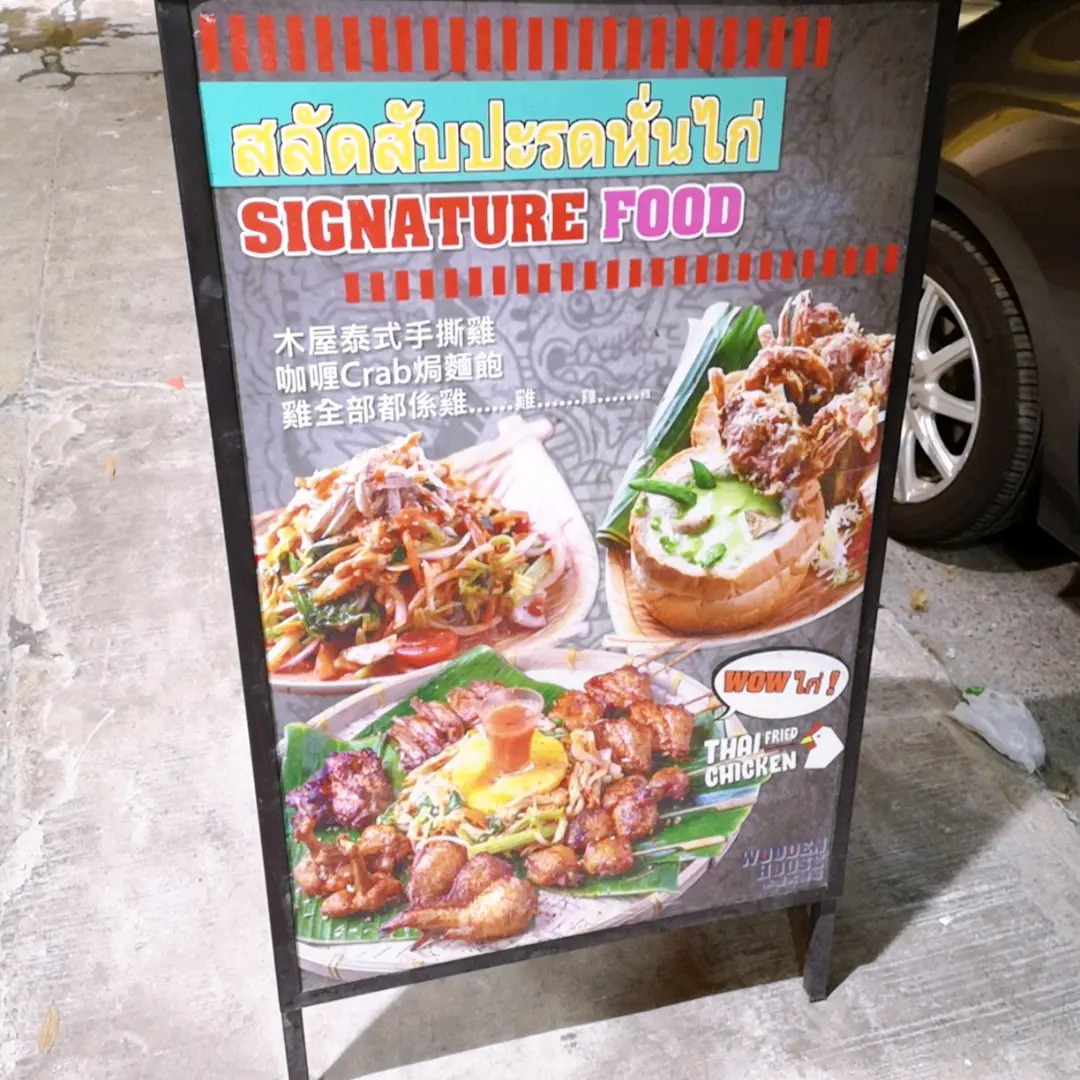 สลัดสับปะรดหั่นไก่
SIGNATURE FOOD
木屋泰式手撕雞
咖喱Crab焗麵飽
雞全部都係雞......雞......雞......雞
WOW ไก่ !
THAI FRIED
CHICKEN
WOODEN
HOUSE